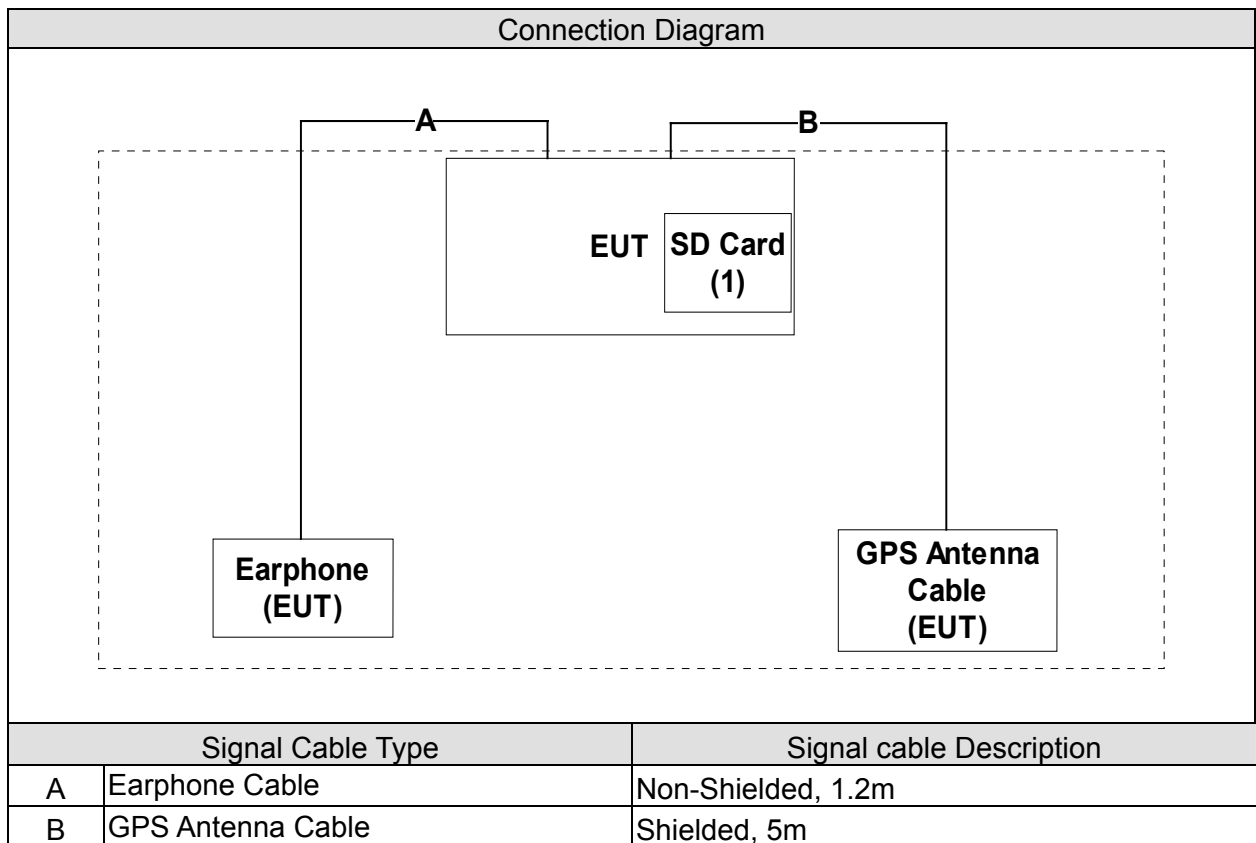 Connection Diagram
A
B
EUT
SD Card
(1)
Earphone
(EUT)
GPS Antenna
Cable
(EUT)
Signal Cable Type Signal cable Description
A Earphone Cable Non-Shielded, 1.2m
B GPS Antenna Cable Shielded, 5m